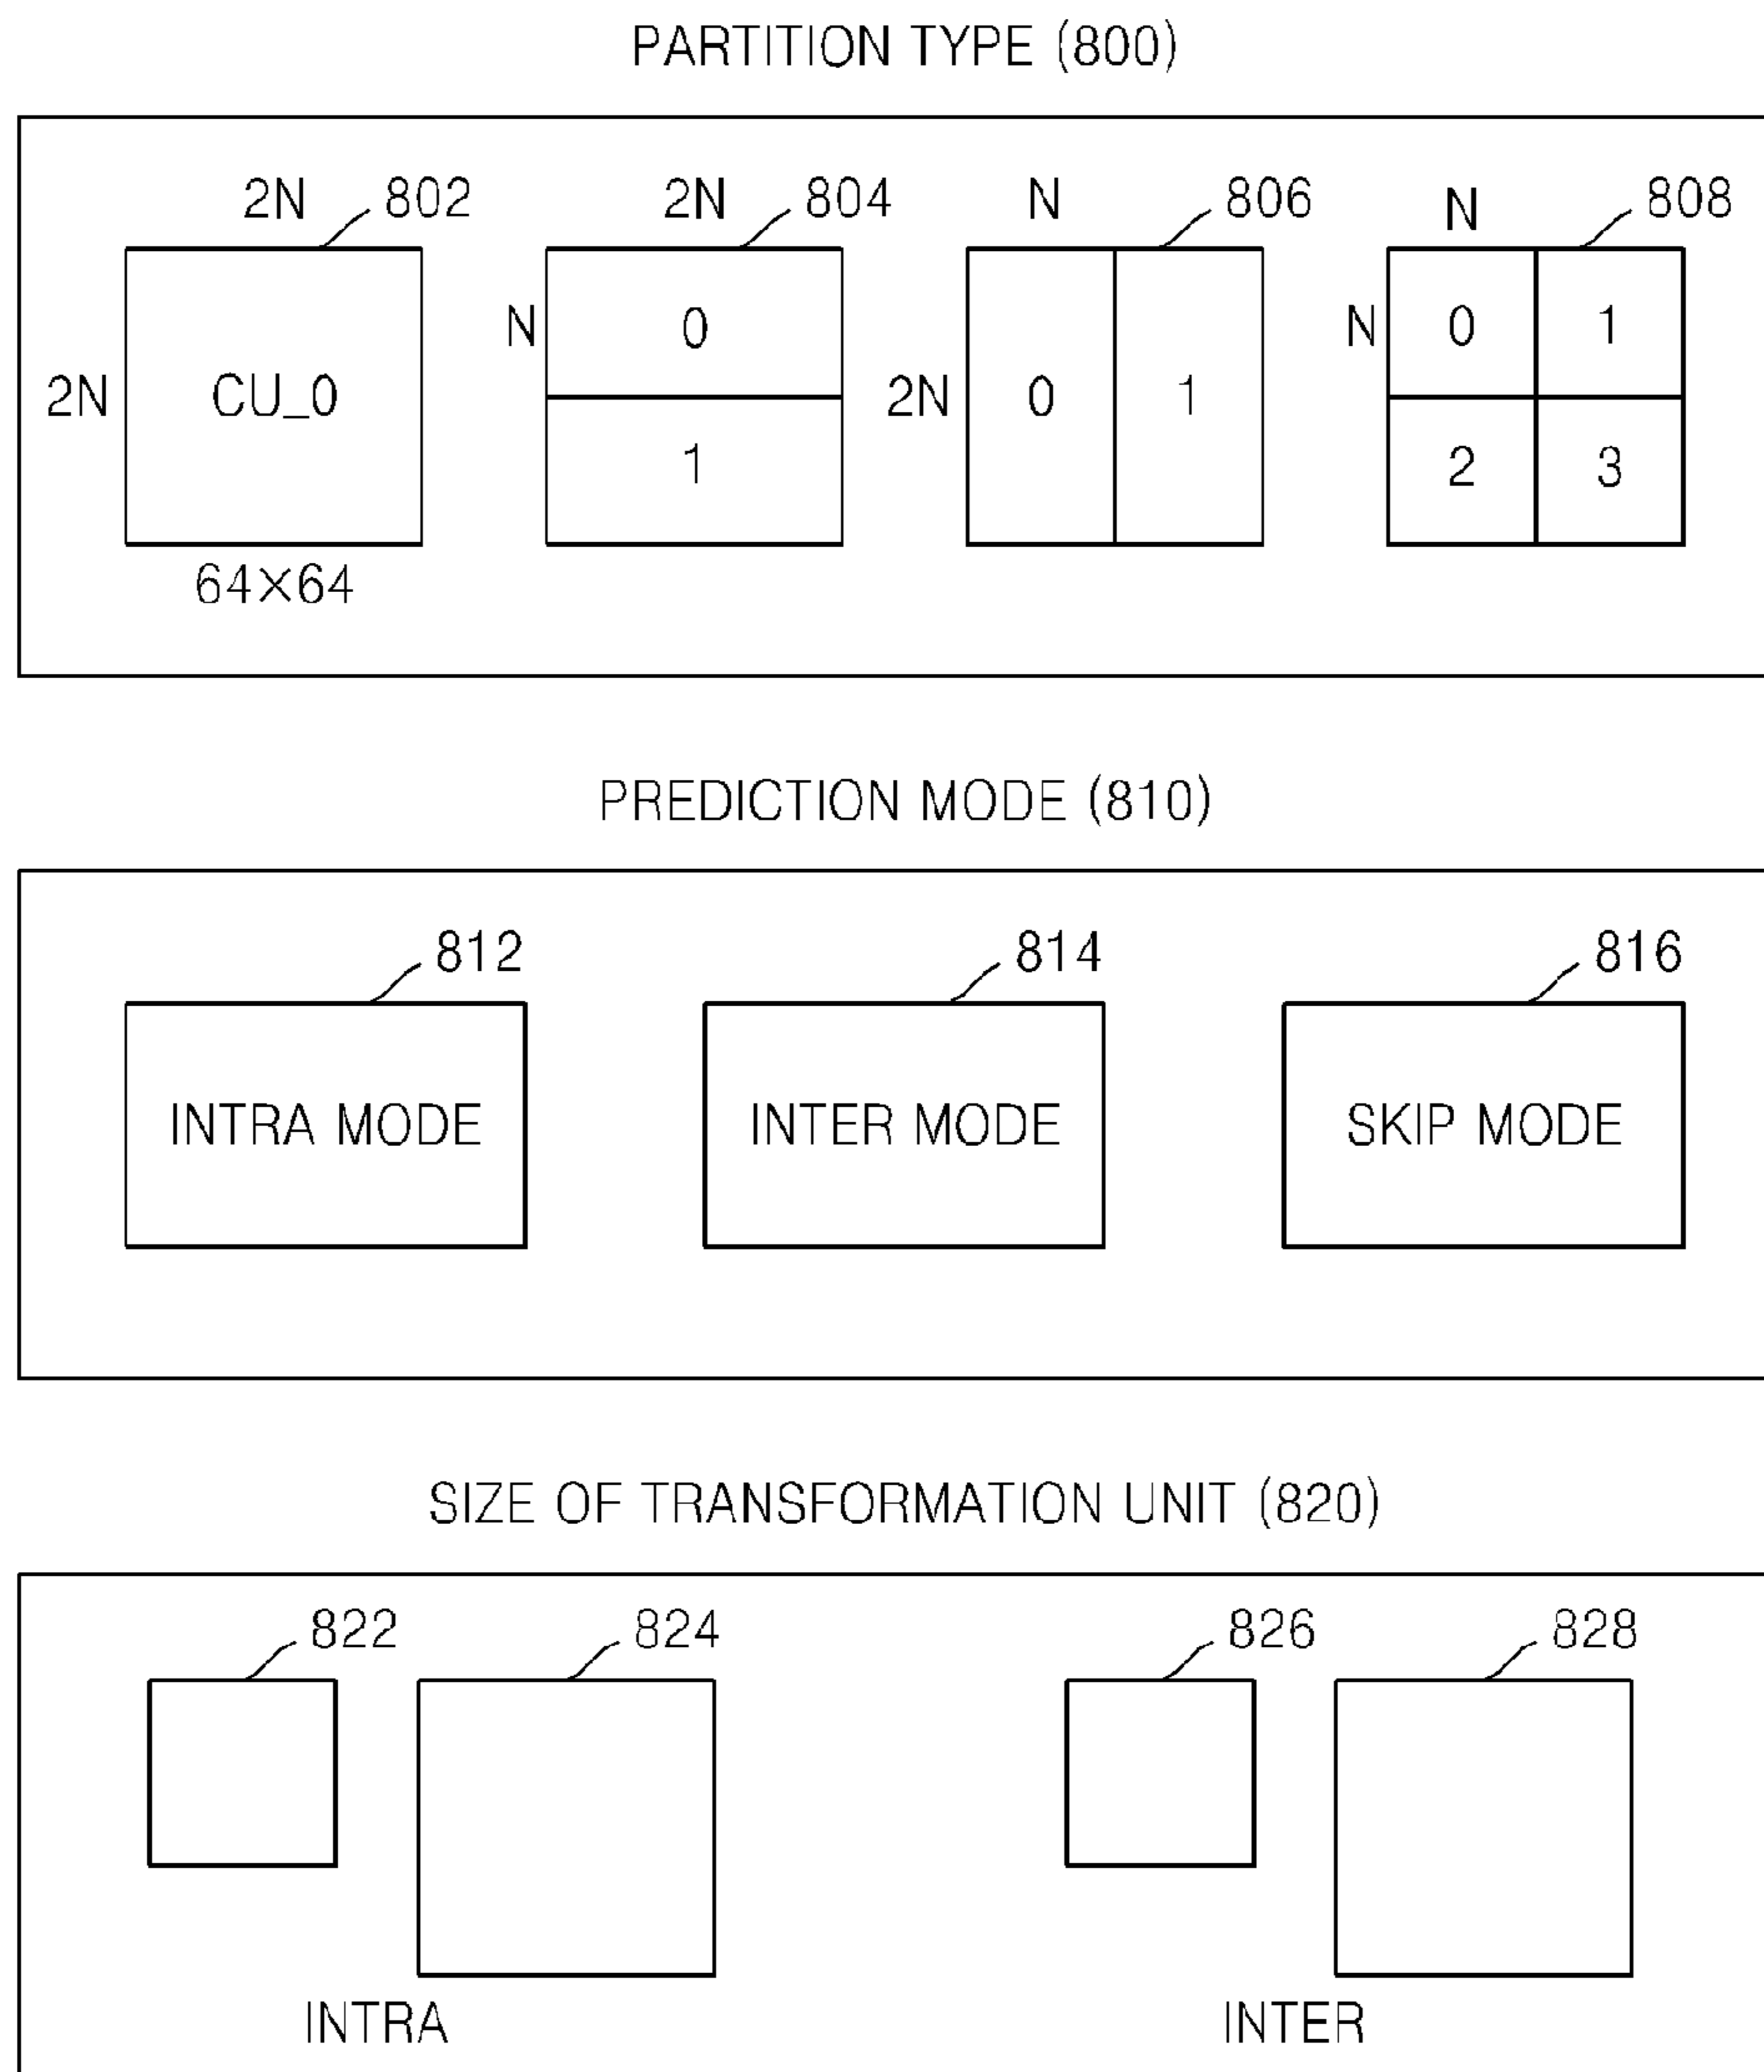 PARTITION TYPE (800)
2N 802 2N 804 N 806 N 808
N 0 N 0 1
2N CU_0 2N 0 1
1 2 3
64×64
PREDICTION MODE (810)
812 814 816
INTRA MODE INTER MODE SKIP MODE
SIZE OF TRANSFORMATION UNIT (820)
822 824 826 828
INTRA INTER